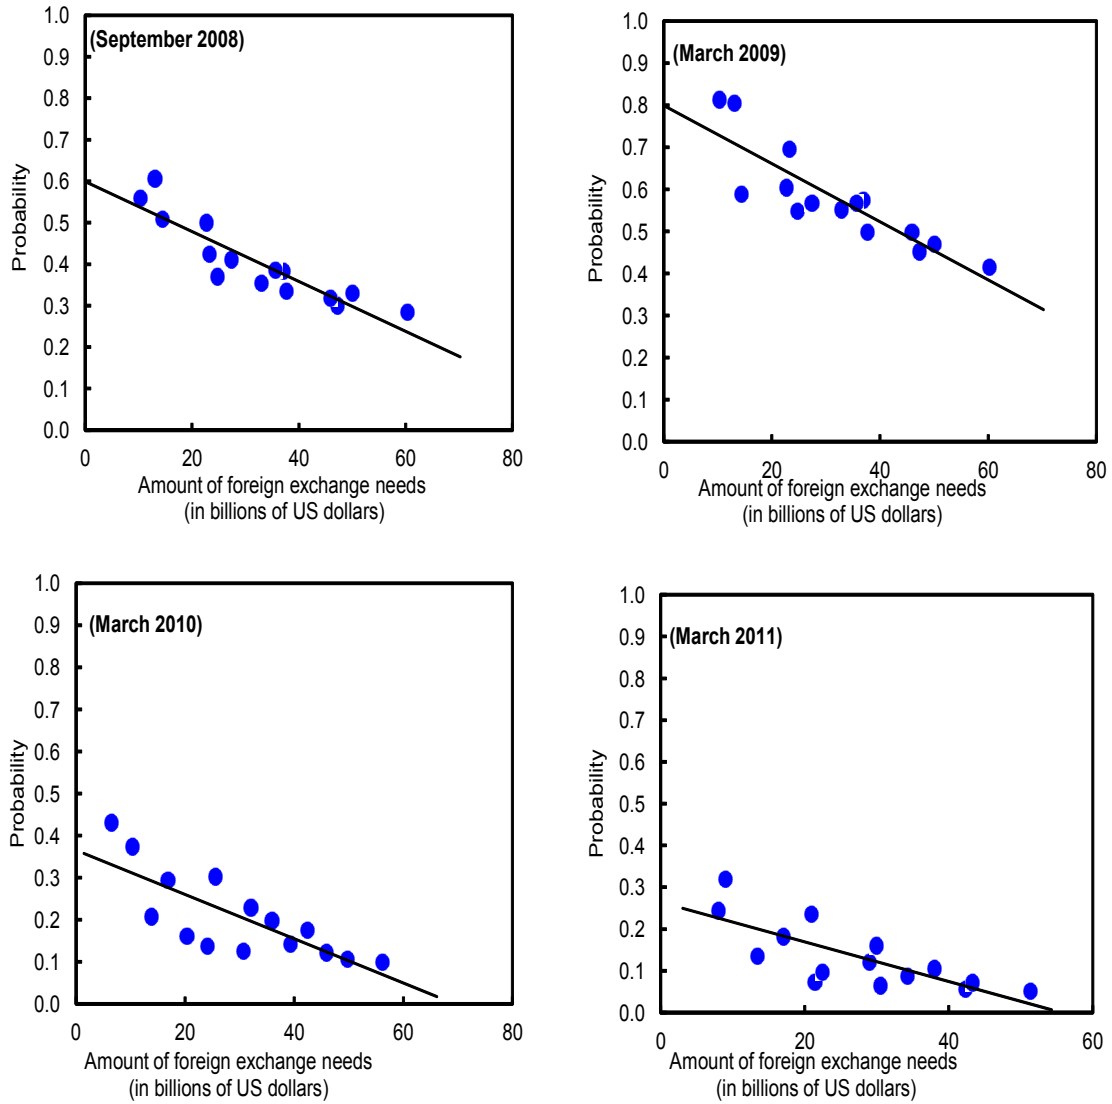 (September 2008)
1.0
0.9
0.8
0.7
0.6
0.5
0.4
0.3
0.2
0.1
0.0
Probability
0 20 40 60 80
Amount of foreign exchange needs
(in billions of US dollars)
(March 2009)
1.0
0.9
0.8
0.7
0.6
0.5
0.4
0.3
0.2
0.1
0.0
Probability
0 20 40 60 80
Amount of foreign exchange needs
(in billions of US dollars)
(March 2010)
1.0
0.9
0.8
0.7
0.6
0.5
0.4
0.3
0.2
0.1
0.0
Probability
0 20 40 60 80
Amount of foreign exchange needs
(in billions of US dollars)
(March 2011)
1.0
0.9
0.8
0.7
0.6
0.5
0.4
0.3
0.2
0.1
0.0
Probability
0 20 40 60
Amount of foreign exchange needs
(in billions of US dollars)